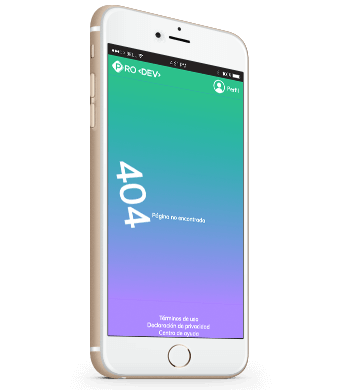 PRO <DEV>
Perfil
404
Página no encontrada
Términos de uso
Declaración de privacidad
Centro de ayuda